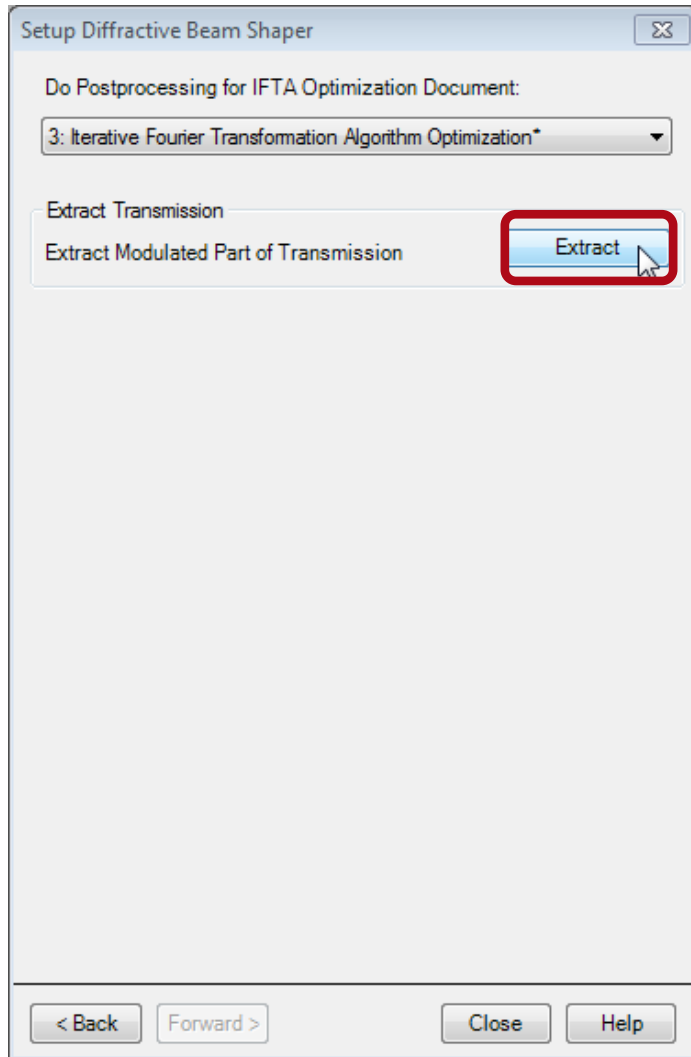 Setup Diffractive Beam Shaper
Do Postprocessing for IFTA Optimization Document:
3: Iterative Fourier Transformation Algorithm Optimization*
Extract Transmission
Extract Modulated Part of Transmission
Extract
< Back
Forward >
Close
Help